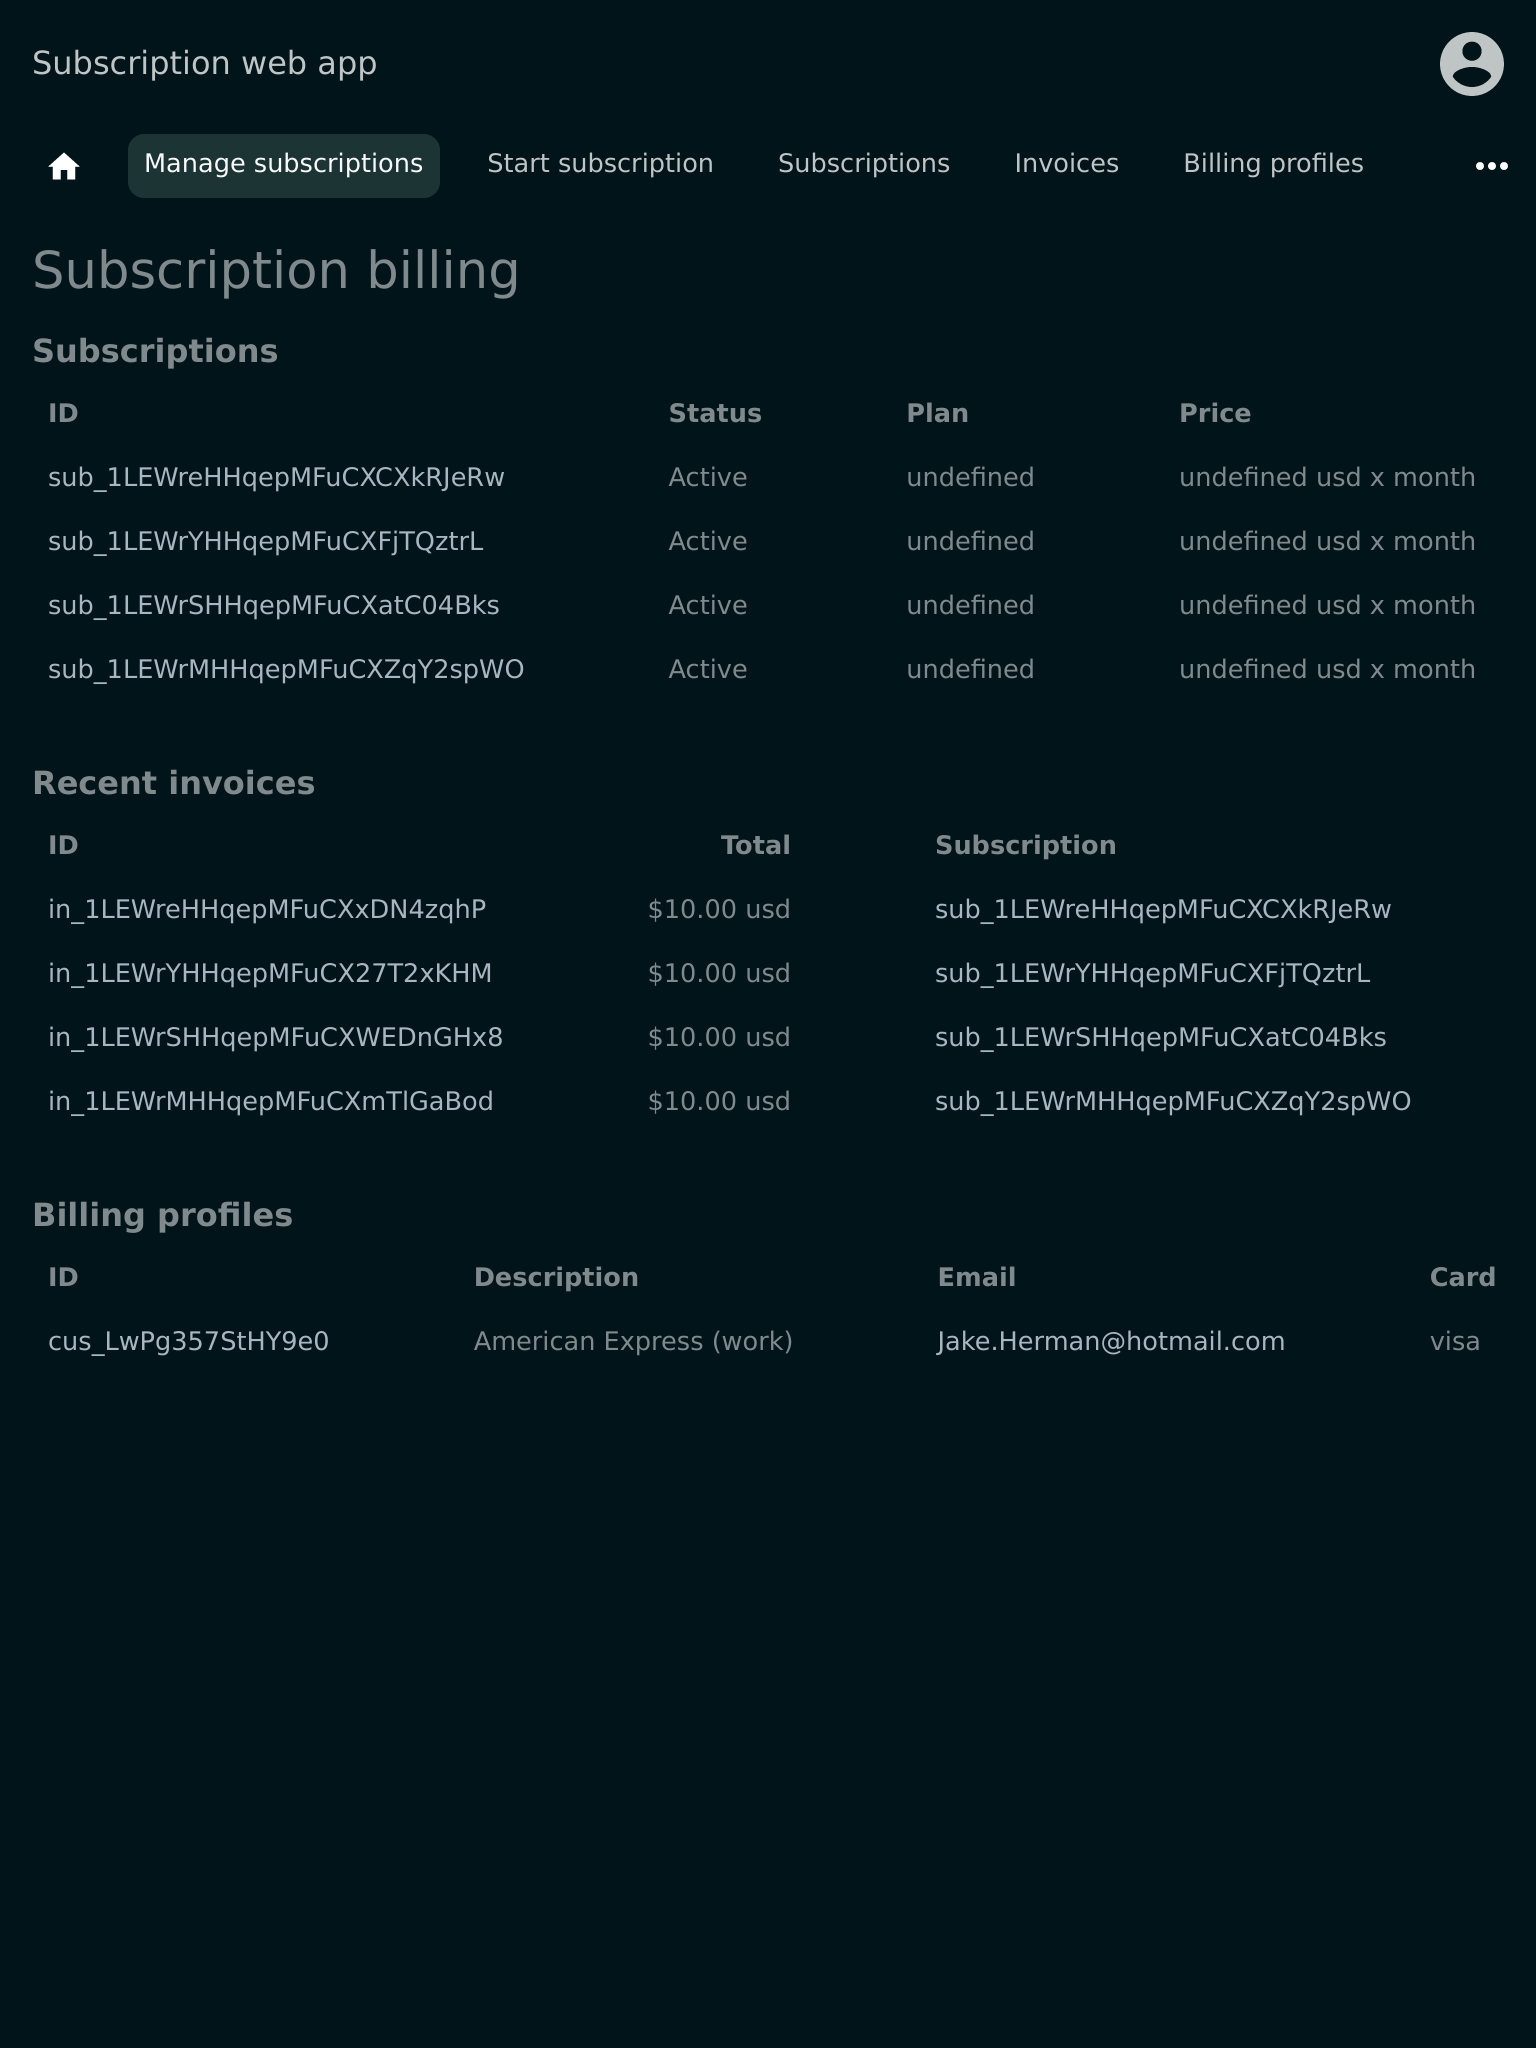 Subscription web app
Manage subscriptions Start subscription Subscriptions Invoices Billing profiles
Subscription billing
Subscriptions
ID Status Plan Price
sub_1LEWreHHqepMFuCXCXkRJeRw Active undefined undefined usd x month
sub_1LEWrYHHqepMFuCXFjTQztrL Active undefined undefined usd x month
sub_1LEWrSHHqepMFuCXatC04Bks Active undefined undefined usd x month
sub_1LEWrMHHqepMFuCXZqY2spWO Active undefined undefined usd x month
Recent invoices
ID Total Subscription
in_1LEWreHHqepMFuCXxDN4zqhP $10.00 usd sub_1LEWreHHqepMFuCXCXkRJeRw
in_1LEWrYHHqepMFuCX27T2xKHM $10.00 usd sub_1LEWrYHHqepMFuCXFjTQztrL
in_1LEWrSHHqepMFuCXWEDnGHx8 $10.00 usd sub_1LEWrSHHqepMFuCXatC04Bks
in_1LEWrMHHqepMFuCXmTlGaBod $10.00 usd sub_1LEWrMHHqepMFuCXZqY2spWO
Billing profiles
ID Description Email Card
cus_LwPg357StHY9e0 American Express (work) Jake.Herman@hotmail.com visa